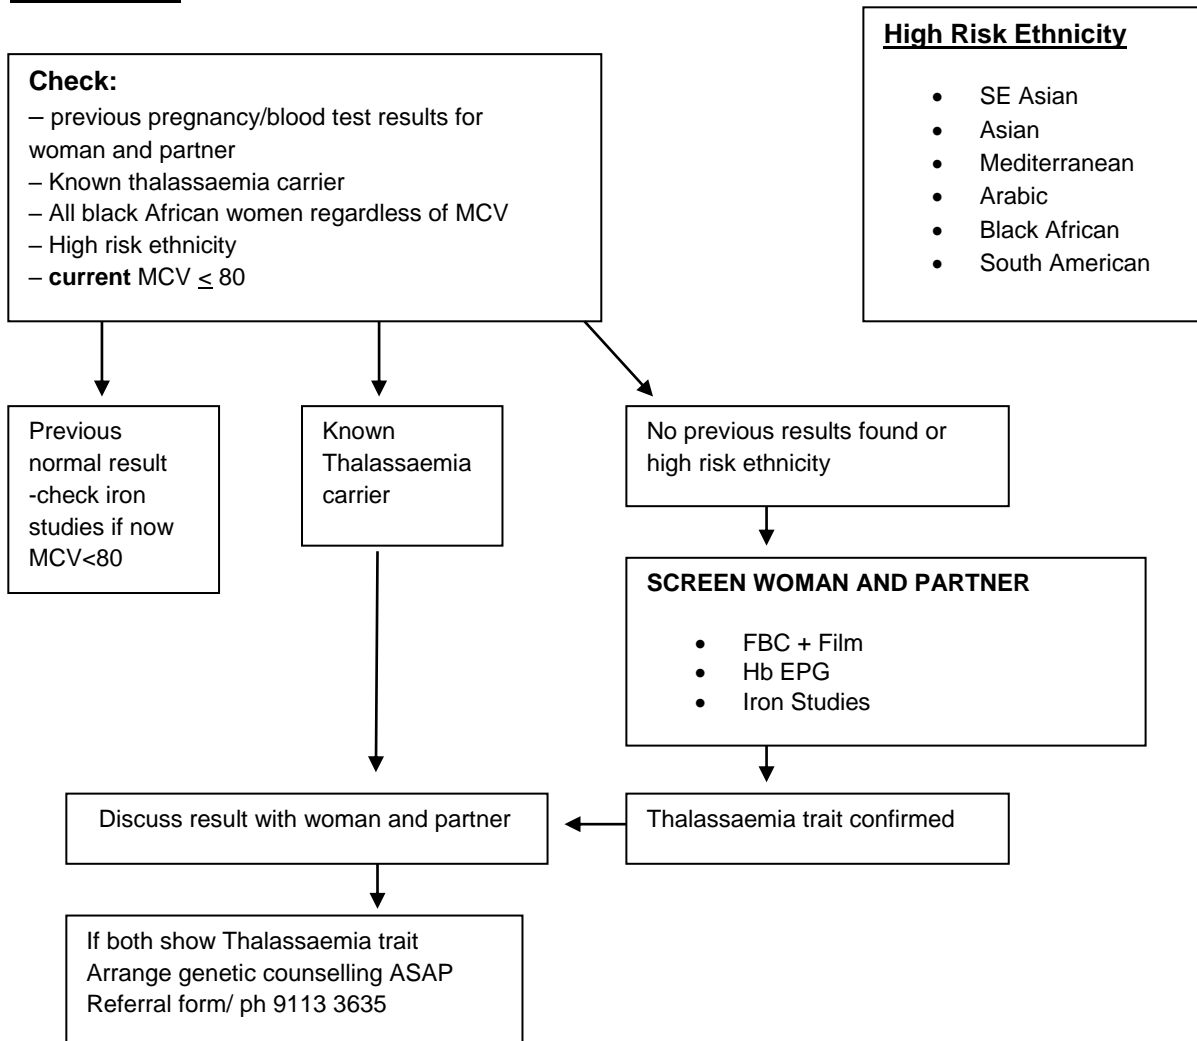 Check:
– previous pregnancy/blood test results for
woman and partner
– Known thalassaemia carrier
– All black African women regardless of MCV
– High risk ethnicity
– current MCV ≤ 80
High Risk Ethnicity
• SE Asian
• Asian
• Mediterranean
• Arabic
• Black African
• South American
Previous
normal result
-check iron
studies if now
MCV<80
Known
Thalassaemia
carrier
No previous results found or
high risk ethnicity
SCREEN WOMAN AND PARTNER
• FBC + Film
• Hb EPG
• Iron Studies
Discuss result with woman and partner
Thalassaemia trait confirmed
If both show Thalassaemia trait
Arrange genetic counselling ASAP
Referral form/ ph 9113 3635